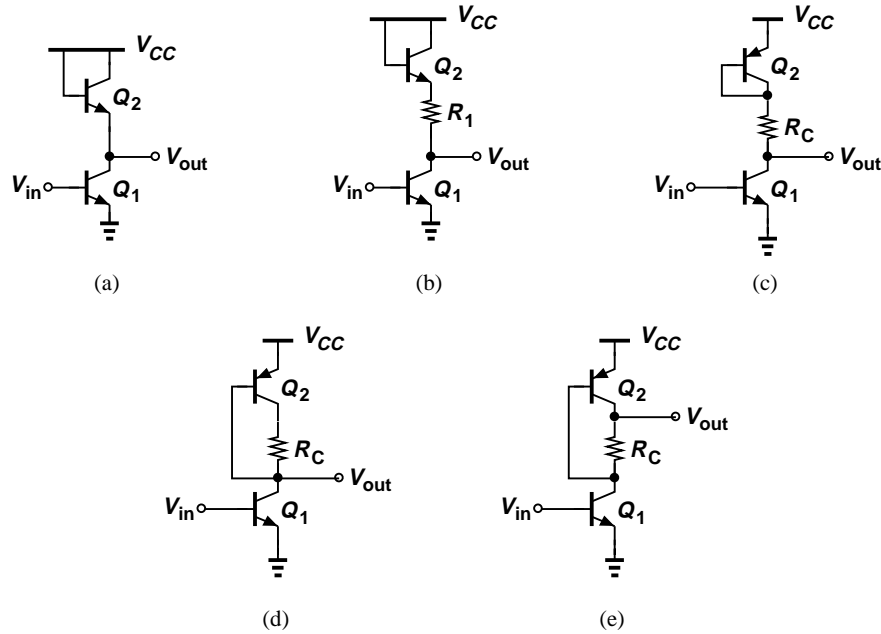 VCC
Q2
Vout
Vin
Q1
(a)
VCC
Q2
R1
Vout
Vin
Q1
(b)
VCC
Q2
RC
Vout
Vin
Q1
(c)
VCC
Q2
RC
Vout
Vin
Q1
(d)
VCC
Q2
Vout
RC
Vin
Q1
(e)